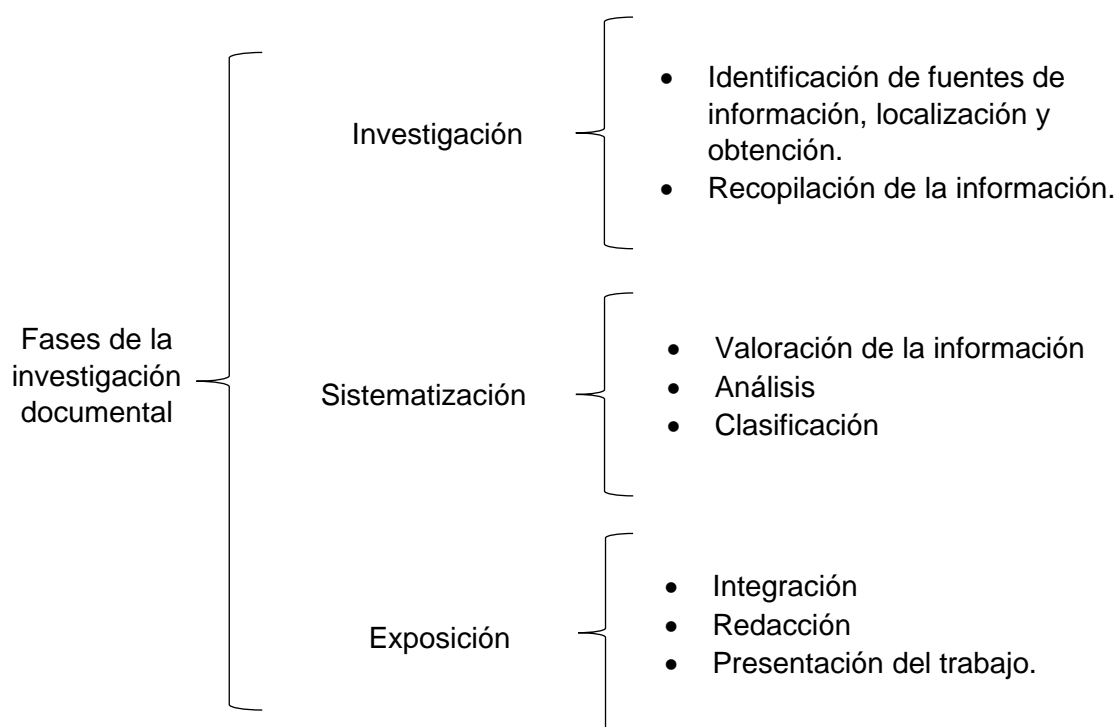 Fases de la
investigación
documental
Investigación
• Identificación de fuentes de
información, localización y
obtención.
• Recopilación de la información.
Sistematización
• Valoración de la información
• Análisis
• Clasificación
Exposición
• Integración
• Redacción
• Presentación del trabajo.